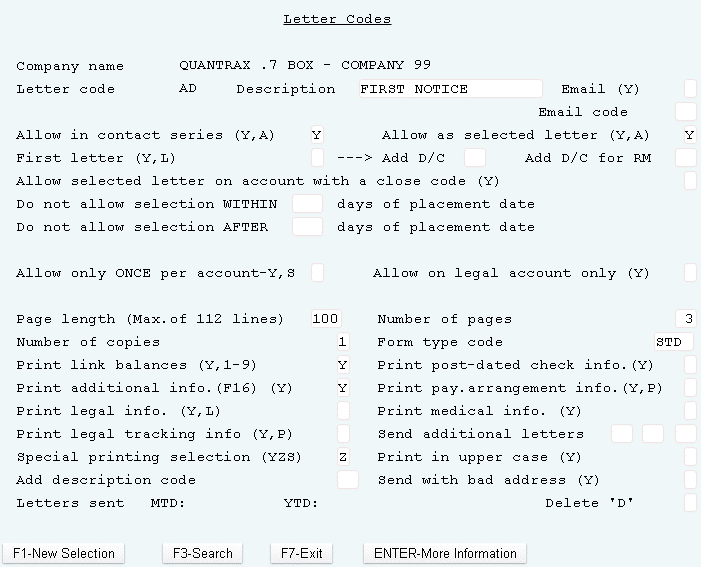 Letter Codes
Company name QUANTRAX .7 BOX - COMPANY 99
Letter code AD Description FIRST NOTICE Email (Y)
Email code
Allow in contact series (Y,A) Y Allow as selected letter (Y,A) Y
First letter (Y,L) ---> Add D/C Add D/C for RM
Allow selected letter on account with a close code (Y)
Do not allow selection WITHIN days of placement date
Do not allow selection AFTER days of placement date
Allow only ONCE per account-Y,S Allow on legal account only (Y)
Page length (Max.of 112 lines) 100 Number of pages 3
Number of copies 1 Form type code STD
Print link balances (Y,1-9) Y Print post-dated check info.(Y)
Print additional info.(F16) (Y) Y Print pay.arrangement info.(Y,P)
Print legal info. (Y,L) Print medical info. (Y)
Print legal tracking info (Y,P) Send additional letters
Special printing selection (YZS) Z Print in upper case (Y)
Add description code Send with bad address (Y)
Letters sent MTD: YTD: Delete 'D'
F1-New Selection F3-Search F7-Exit ENTER-More Information